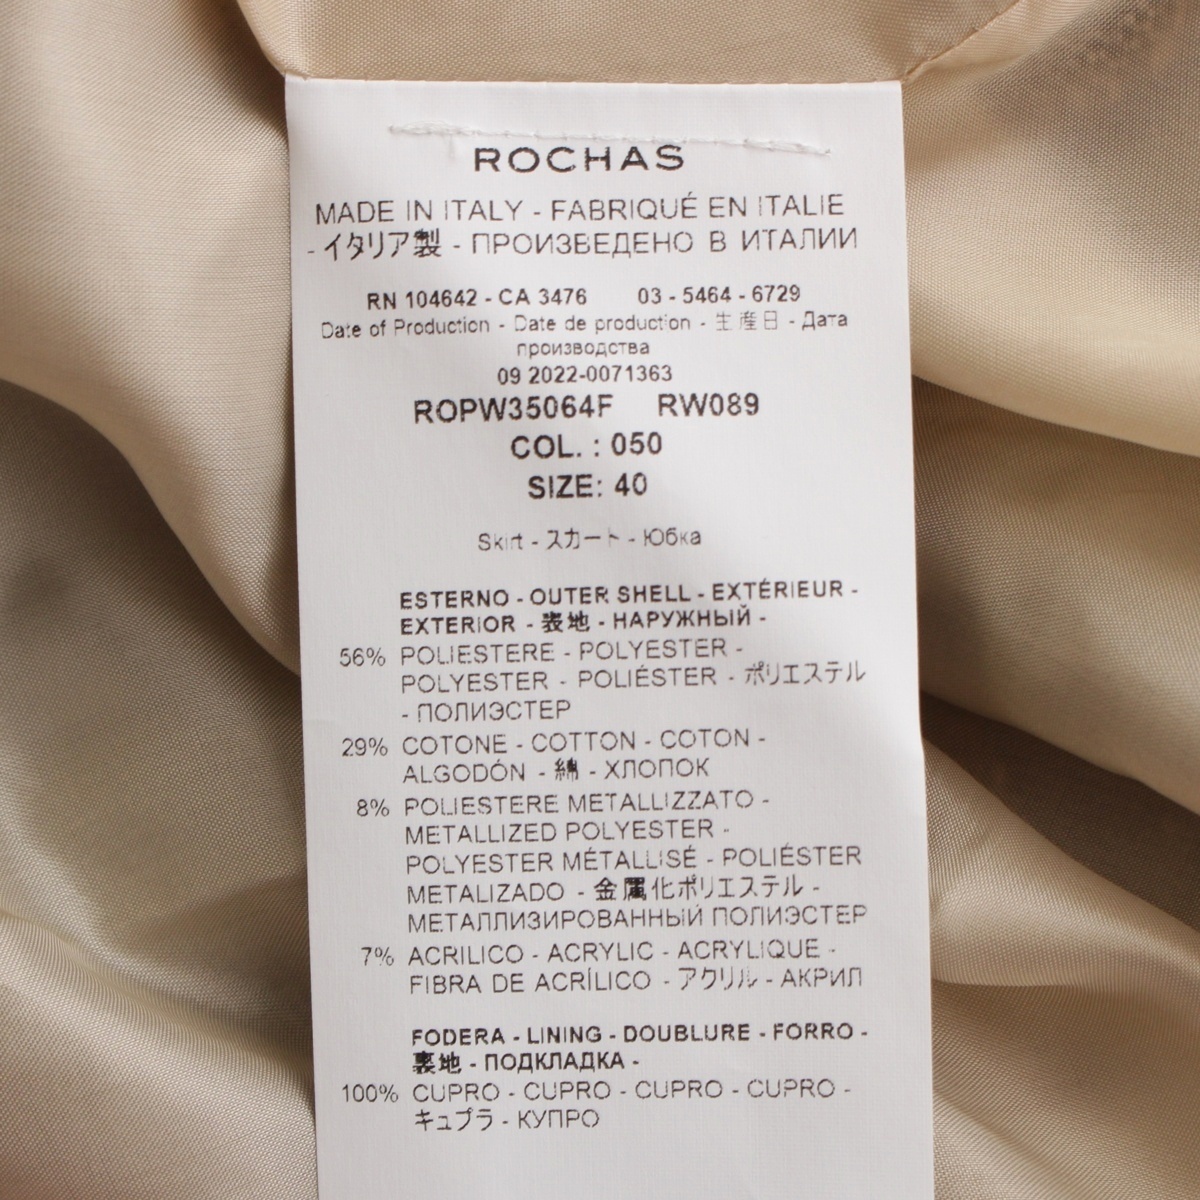 ROCHAS
MADE IN ITALY - FABRIQUÉ EN ITALIE
- イタリア製 - ПРОИЗВЕДЕНО В ИТАЛИИ
RN 104642 - CA 3476 03 - 5464 - 6729
Date of Production - Date de production - 生産日 - Дата
производства
09 2022-0071363
ROPW35064F RW089
COL. : 050
SIZE: 40
Skirt - スカート - Юбка
ESTERNO - OUTER SHELL - EXTÉRIEUR -
EXTERIOR - 表地 - НАРУЖНЫЙ -
56% POLIESTERE - POLYESTER -
POLYESTER - POLIÉSTER - ポリエステル
- ПОЛИЭСТЕР
29% COTONE - COTTON - COTON -
ALGODÓN - 綿 - ХЛОПОК
8% POLIESTERE METALLIZZATO -
METALLIZED POLYESTER -
POLYESTER MÉTALLISÉ - POLIÉSTER
METALIZADO - 金属化ポリエステル -
МЕТАЛЛИЗИРОВАННЫЙ ПОЛИЭСТЕР
7% ACRILICO - ACRYLIC - ACRYLIQUE -
FIBRA DE ACRÍLICO - アクリル - АКРИЛ
FODERA - LINING - DOUBLURE - FORRO -
裏地 - ПОДКЛАДКА -
100% CUPRO - CUPRO - CUPRO - CUPRO -
キュプラ - КУПРО